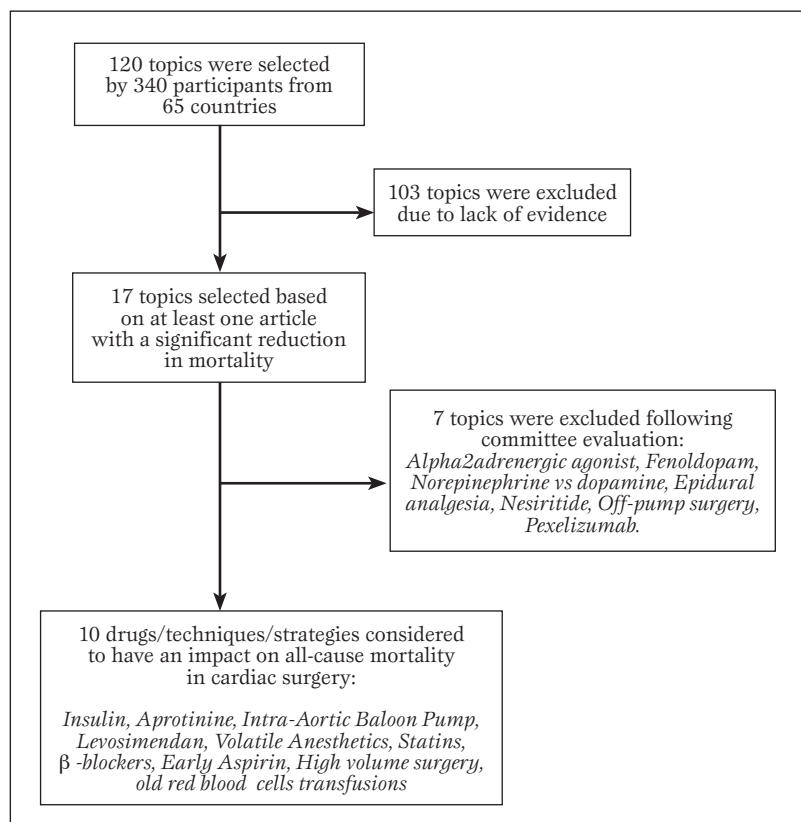 120 topics were selected
by 340 participants from
65 countries
103 topics were excluded
due to lack of evidence
17 topics selected based
on at least one article
with a significant reduction
in mortality
7 topics were excluded following
committee evaluation:
Alpha2adrenergic agonist, Fenoldopam,
Norepinephrine vs dopamine, Epidural
analgesia, Nesiritide, Off-pump surgery,
Pexelizumab.
10 drugs/techniques/strategies considered
to have an impact on all-cause mortality
in cardiac surgery:
Insulin, Aprotinine, Intra-Aortic Baloon Pump,
Levosimendan, Volatile Anesthetics, Statins,
β -blockers, Early Aspirin, High volume surgery,
old red blood cells transfusions